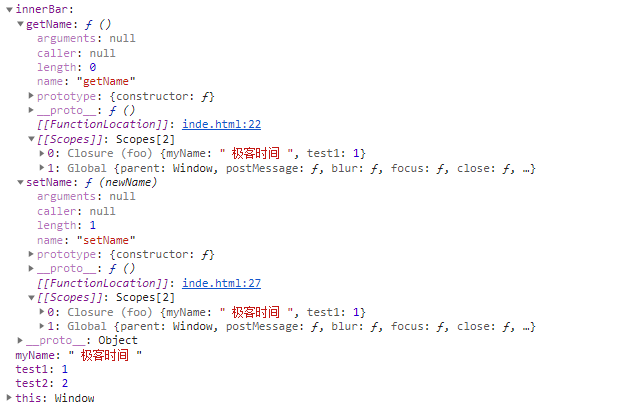 innerBar:
getName: ƒ ()
arguments: null
caller: null
length: 0
name: "getName"
prototype: {constructor: ƒ}
__proto__: ƒ ()
[[FunctionLocation]]: inde.html:22
[[Scopes]]: Scopes[2]
0: Closure (foo) {myName: " 极客时间 ", test1: 1}
1: Global {parent: Window, postMessage: ƒ, blur: ƒ, focus: ƒ, close: ƒ, …}
setName: ƒ (newName)
arguments: null
caller: null
length: 1
name: "setName"
prototype: {constructor: ƒ}
__proto__: ƒ ()
[[FunctionLocation]]: inde.html:27
[[Scopes]]: Scopes[2]
0: Closure (foo) {myName: " 极客时间 ", test1: 1}
1: Global {parent: Window, postMessage: ƒ, blur: ƒ, focus: ƒ, close: ƒ, …}
__proto__: Object
myName: " 极客时间 "
test1: 1
test2: 2
this: Window